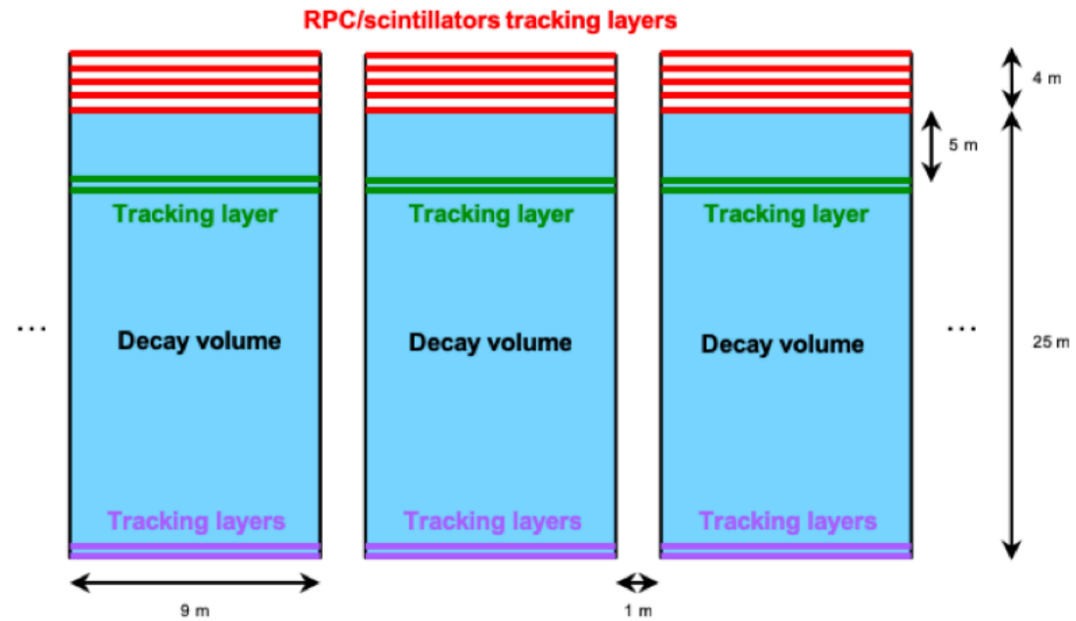 RPC/scintillators tracking layers
4 m
5 m
Tracking layer
Tracking layer
Tracking layer
...
Decay volume
Decay volume
Decay volume
...
25 m
Tracking layers
Tracking layers
Tracking layers
9 m
1 m